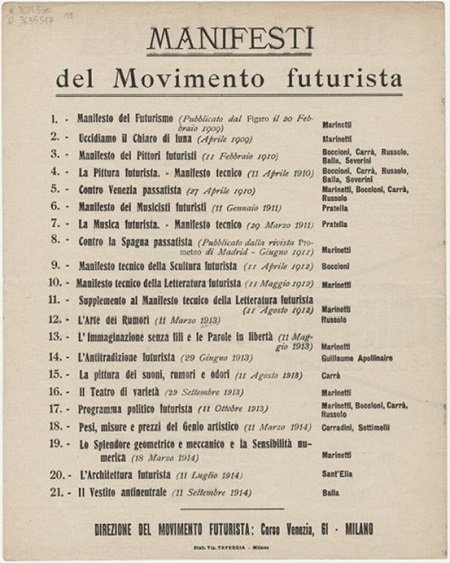 MANIFESTI
del Movimento futurista
1. - Manifesto del Futurismo (Pubblicato dal Figaro il 20 Feb-
braio 1909) Marinetti
2. - Uccidiamo il Chiaro di luna (Aprile 1909) Marinetti
3. - Manifesto dei Pittori futuristi (11 Febbraio 1910) Boccioni, Carrà, Russolo,
Balla, Severini
4. - La Pittura futurista. - Manifesto tecnico (11 Aprile 1910) Boccioni, Carrà, Russolo,
Balla, Severini
5. - Contro Venezia passatista (27 Aprile 1910) Marinetti, Boccioni, Carrà,
Russolo
6. - Manifesto dei Musicisti futuristi (11 Gennaio 1911) Pratella
7. - La Musica futurista. - Manifesto tecnico (29 Marzo 1911) Pratella
8. - Contro la Spagna passatista (Pubblicato dalla rivista Pro-
meteo di Madrid - Giugno 1911) Marinetti
9. - Manifesto tecnico della Scultura futurista (11 Aprile 1912) Boccioni
10. - Manifesto tecnico della Letteratura futurista (11 Maggio 1912) Marinetti
11. - Supplemento al Manifesto tecnico della Letteratura futurista
(11 Agosto 1912) Marinetti
12. - L'Arte dei Rumori (11 Marzo 1913) Russolo
13. - L'Immaginazione senza fili e le Parole in libertà (11 Mag-
gio 1913) Marinetti
14. - L'Antitradizione futurista (29 Giugno 1913) Guillaume Apollinaire
15. - La pittura dei suoni, rumori e odori (11 Agosto 1913) Carrà
16. - Il Teatro di varietà (29 Settembre 1913) Marinetti
17. - Programma politico futurista (11 Ottobre 1913) Marinetti, Boccioni, Carrà,
Russolo
18. - Pesi, misure e prezzi del Genio artistico (11 Marzo 1914) Corradini, Settimelli
19. - Lo Splendore geometrico e meccanico e la Sensibilità nu-
merica (18 Marzo 1914) Marinetti
20. - L'Architettura futurista (11 Luglio 1914) Sant'Elia
21. - Il Vestito antineutrale (11 Settembre 1914) Balla
DIREZIONE DEL MOVIMENTO FUTURISTA: Corso Venezia, 61 - MILANO
Stab. Tip. TAVEGGIA - Milano